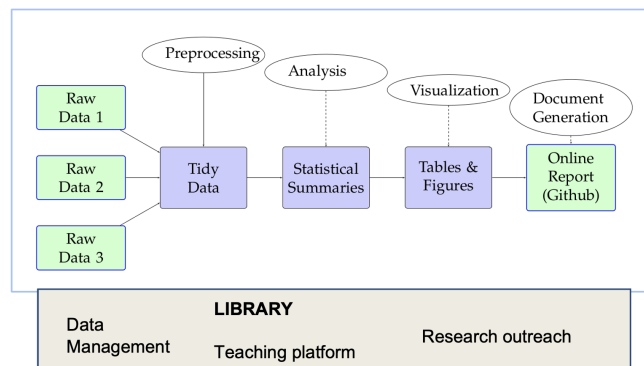 Preprocessing
Analysis
Visualization
Document
Generation
Raw
Data 1
Raw
Data 2
Raw
Data 3
Tidy
Data
Statistical
Summaries
Tables &
Figures
Online
Report
(Github)
LIBRARY
Data
Management
Teaching platform
Research outreach